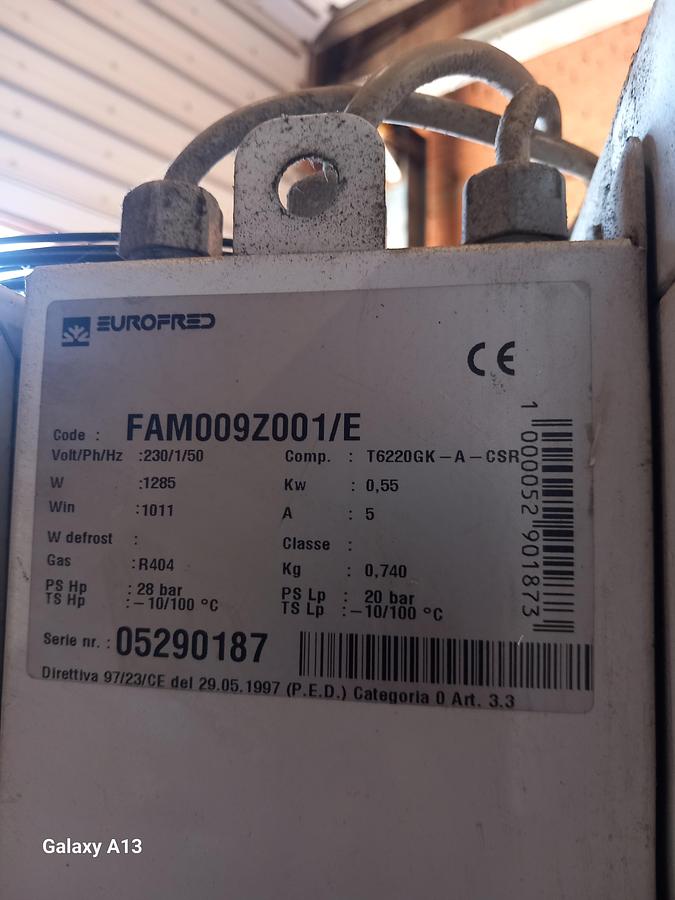 EUROFRED
CE
Code : FAM009Z001/E
Volt/Ph/Hz :230/1/50 Comp. : T6220GK-A-CSR
W :1285 Kw : 0,55
Win :1011 A : 5
W defrost : Classe :
Gas :R404 Kg : 0,740
PS Hp : 28 bar PS Lp : 20 bar
TS Hp :-10/100 °C TS Lp :-10/100 °C
Serie nr. : 05290187
Direttiva 97/23/CE del 29.05.1997 (P.E.D.) Categoria 0 Art. 3.3
1 000052 901873
Galaxy A13